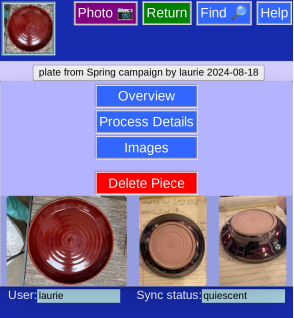 Photo 📷 Return Find 🔎 Help
plate from Spring campaign by laurie 2024-08-18
Overview
Process Details
Images
Delete Piece
User: laurie Sync status: quiescent